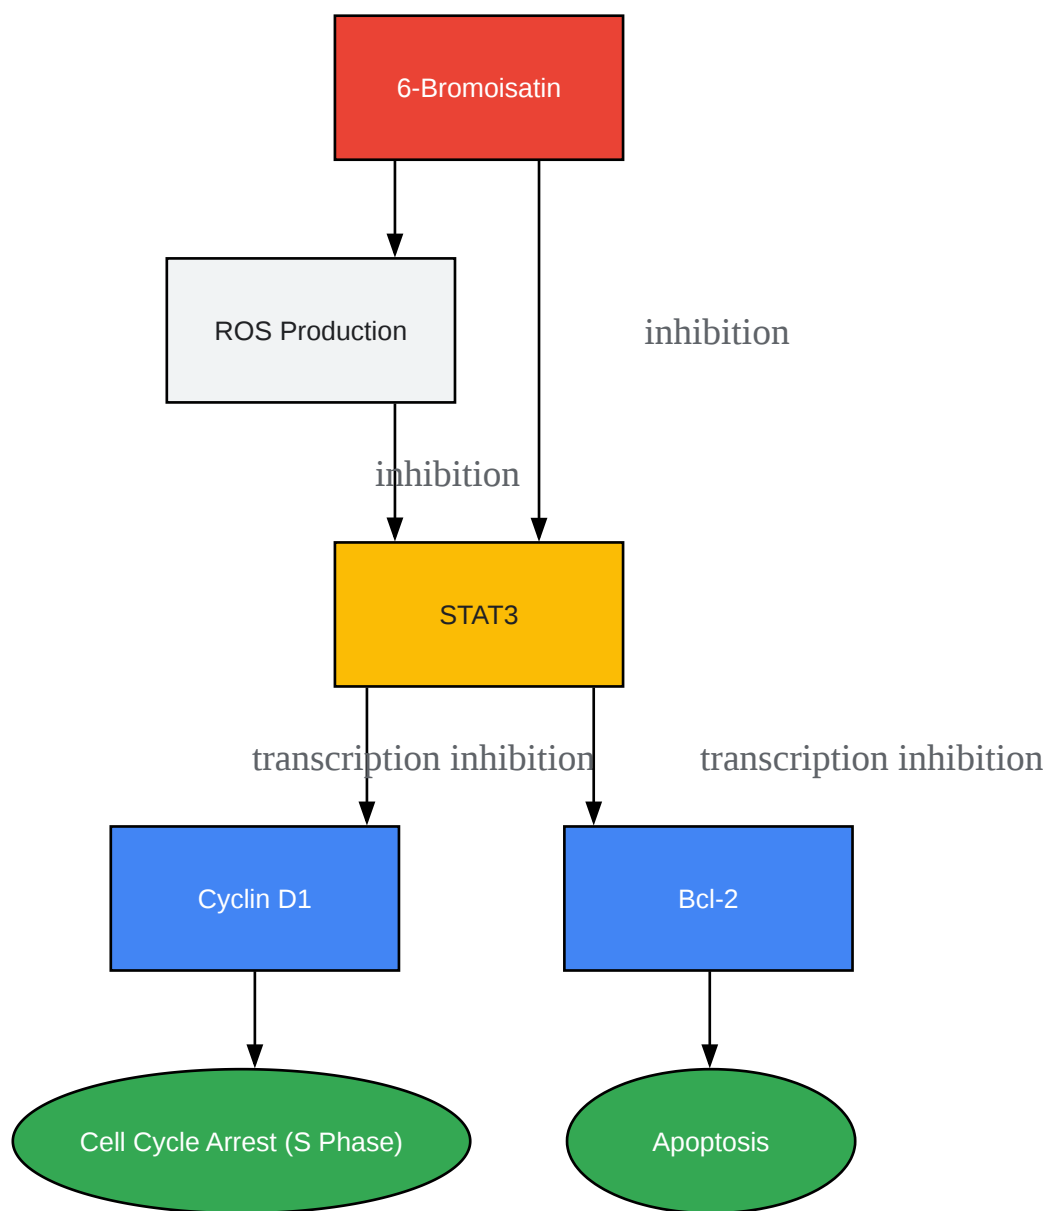 6-Bromoisatin
ROS Production
inhibition
inhibition
STAT3
transcription inhibition
transcription inhibition
Cyclin D1
Bcl-2
Cell Cycle Arrest (S Phase)
Apoptosis